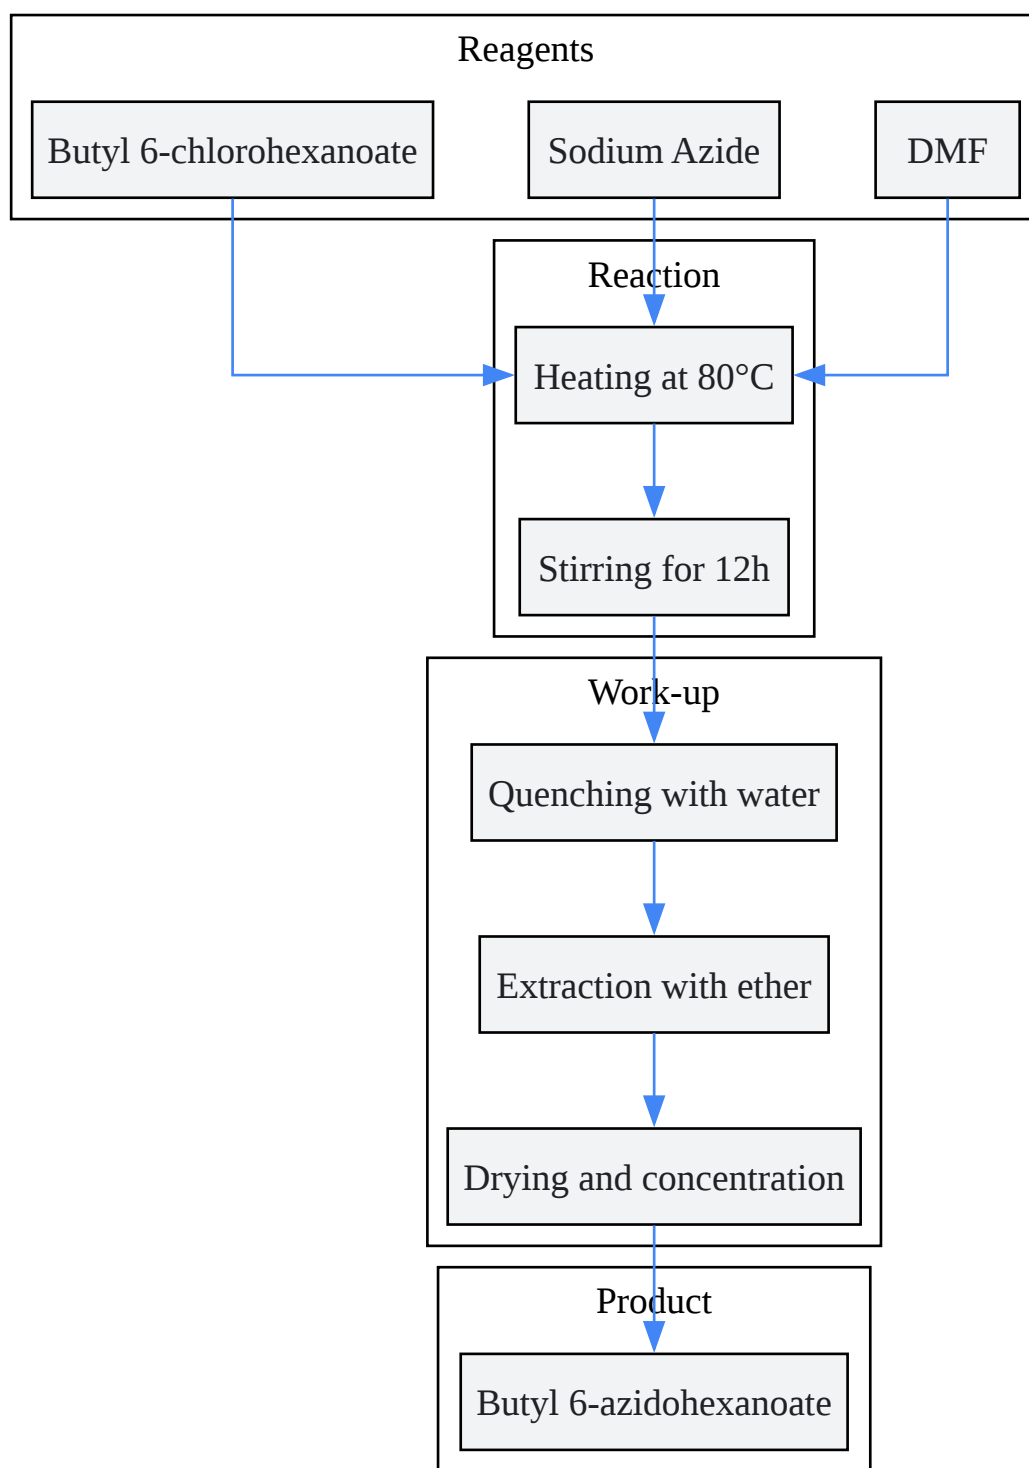 Reagents
Butyl 6-chlorohexanoate
Sodium Azide
DMF
Reaction
Heating at 80°C
Stirring for 12h
Work-up
Quenching with water
Extraction with ether
Drying and concentration
Product
Butyl 6-azidohexanoate